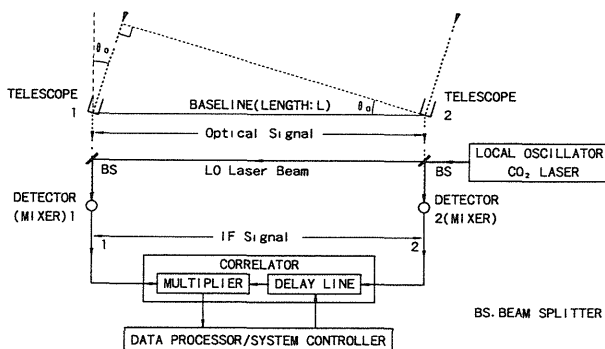 θ₀
TELESCOPE
1
BASELINE(LENGTH:L)
θ₀
TELESCOPE
2
Optical Signal
BS
LO Laser Beam
BS
LOCAL OSCILLATOR
CO₂ LASER
DETECTOR
(MIXER)1
DETECTOR
2(MIXER)
IF Signal
1
2
CORRELATOR
MULTIPLIER
DELAY LINE
BS.BEAM SPLITTER
DATA PROCESSOR/SYSTEM CONTROLLER